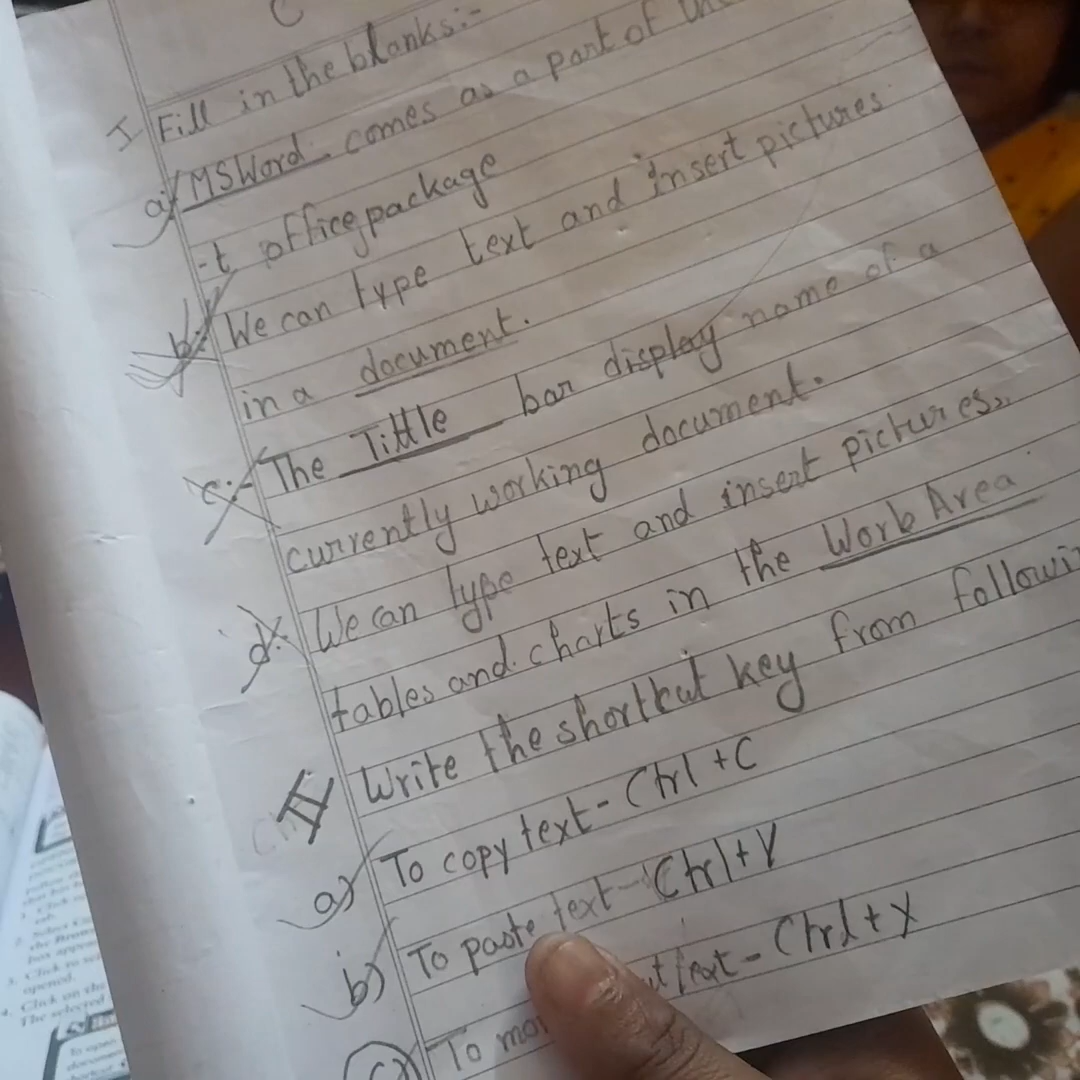 C
I Fill in the blanks:-
a) MSWord comes as a part of
-t office package
b:- We can type text and insert pictures
in a document.
c:- The Tittle bar display name of a
currently working document.
d:- We can type text and insert pictures,
tables and charts in the Work Area
II Write the shortkut key from followi
a) To copy text - Ctrl + C
b) To paste text - Ctrl + V
c) To mo ut text - Ctrl + X